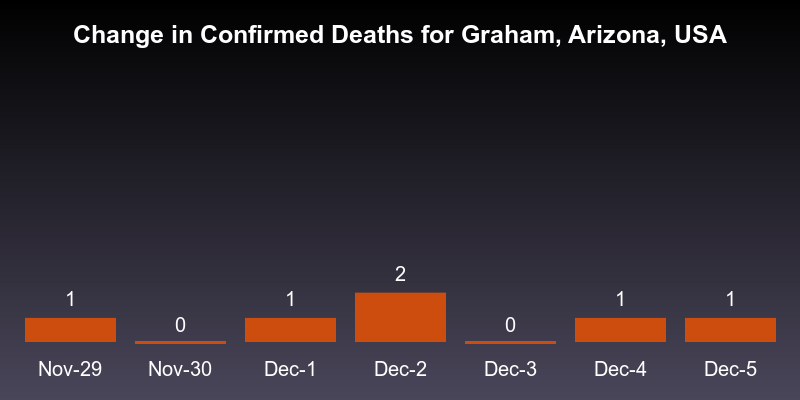 Change in Confirmed Deaths for Graham, Arizona, USA
2
1 1 1 1
0 0
Nov-29 Nov-30 Dec-1 Dec-2 Dec-3 Dec-4 Dec-5